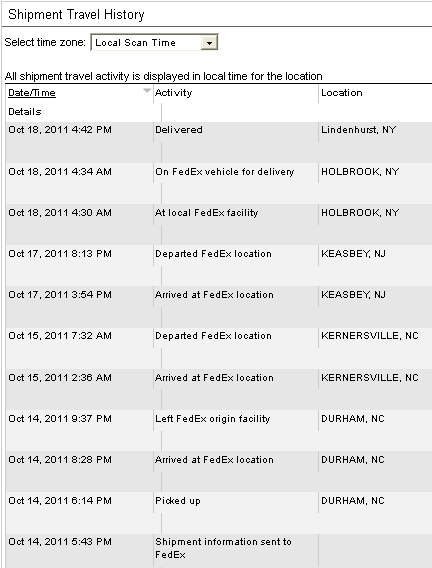 Shipment Travel History
Select time zone: Local Scan Time
All shipment travel activity is displayed in local time for the location
Date/Time Activity Location
Details
Oct 18, 2011 4:42 PM Delivered Lindenhurst, NY
Oct 18, 2011 4:34 AM On FedEx vehicle for delivery HOLBROOK, NY
Oct 18, 2011 4:30 AM At local FedEx facility HOLBROOK, NY
Oct 17, 2011 8:13 PM Departed FedEx location KEASBEY, NJ
Oct 17, 2011 3:54 PM Arrived at FedEx location KEASBEY, NJ
Oct 15, 2011 7:32 AM Departed FedEx location KERNERSVILLE, NC
Oct 15, 2011 2:36 AM Arrived at FedEx location KERNERSVILLE, NC
Oct 14, 2011 9:37 PM Left FedEx origin facility DURHAM, NC
Oct 14, 2011 8:28 PM Arrived at FedEx location DURHAM, NC
Oct 14, 2011 6:14 PM Picked up DURHAM, NC
Oct 14, 2011 5:43 PM Shipment information sent to
FedEx